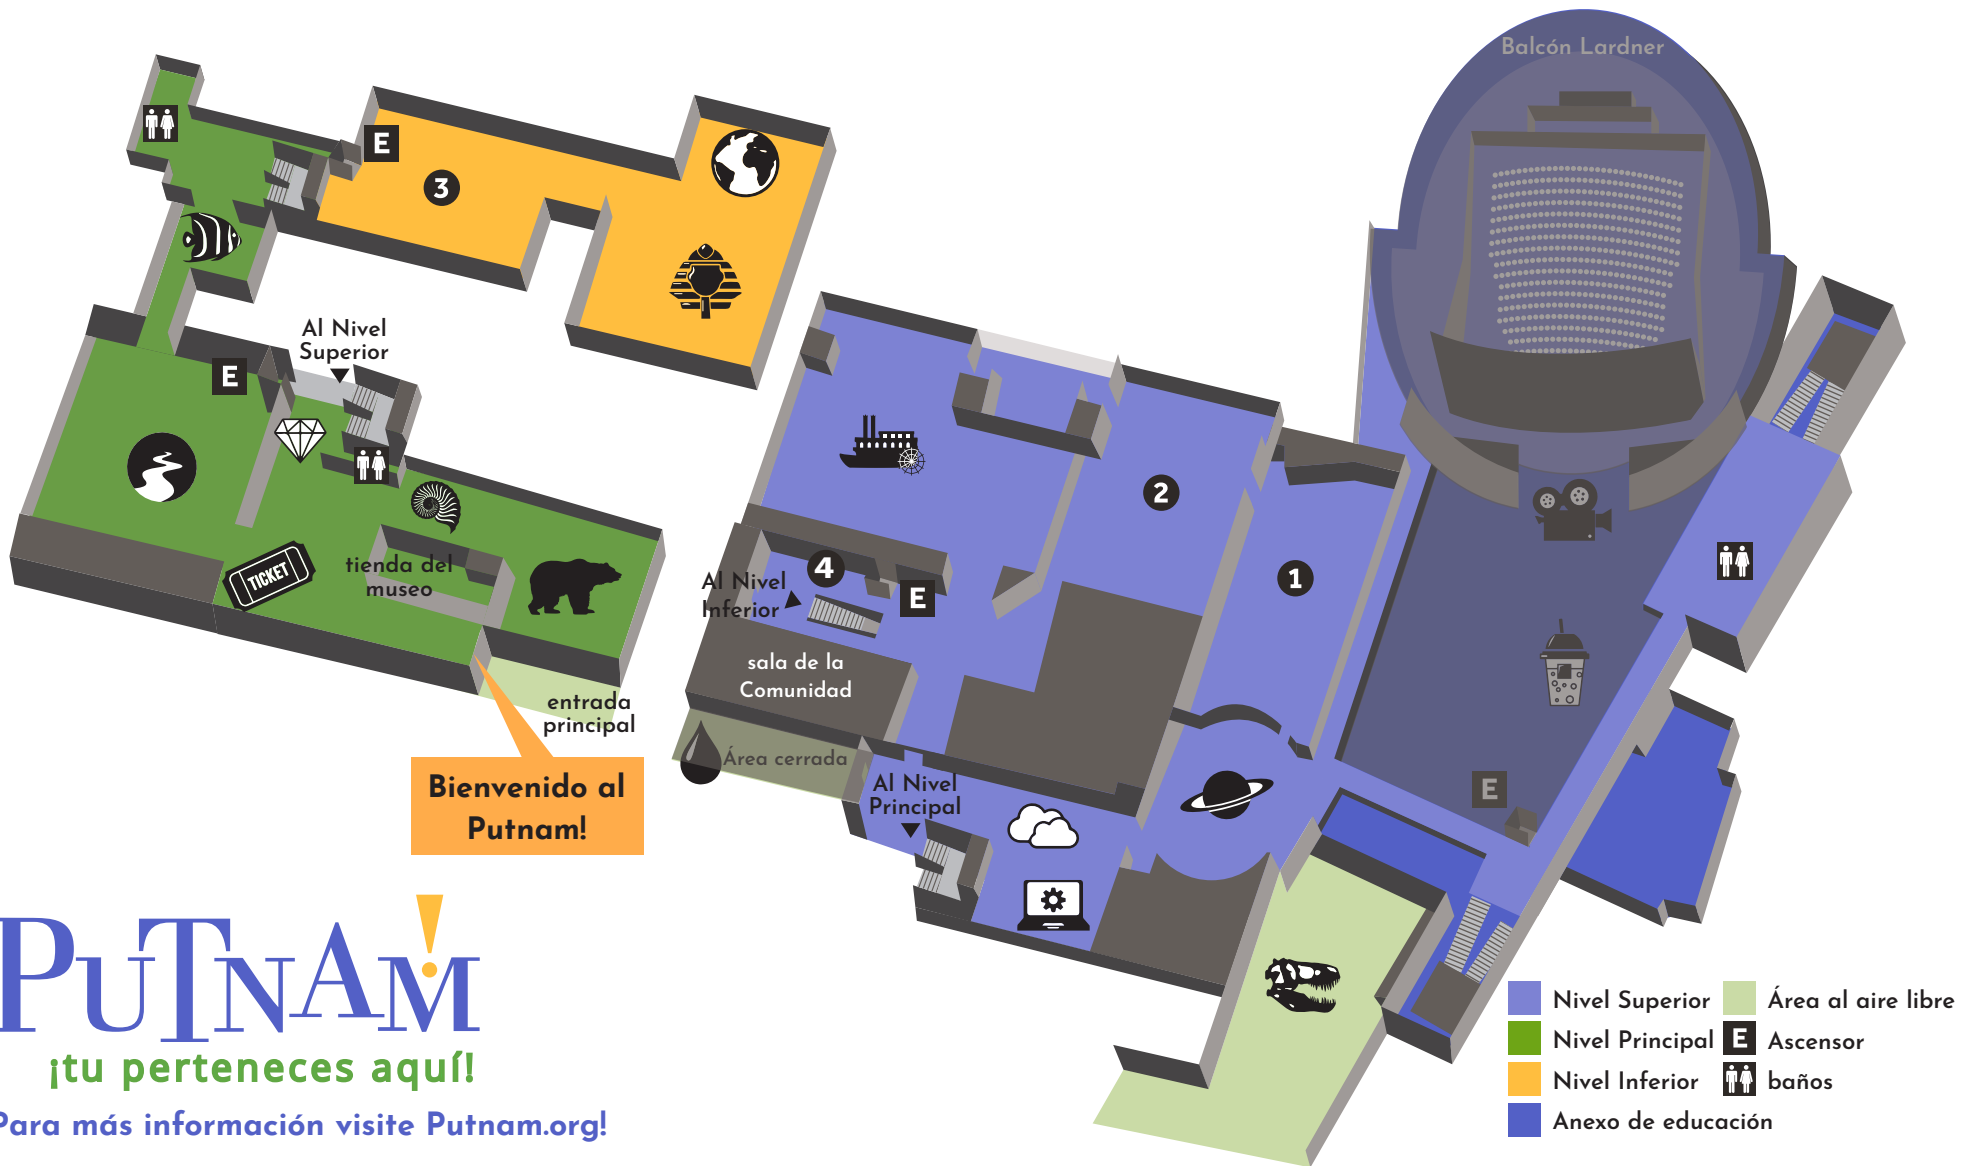 Balcón Lardner
E
3
Al Nivel
Superior
E
2
tienda del
museo
TICKET
4
Al Nivel
Inferior
E
1
sala de la
Comunidad
entrada
principal
Área cerrada
Bienvenido al
Putnam!
Al Nivel
Principal
E
PUTNAM!
¡tu perteneces aquí!
Para más información visite Putnam.org!
Nivel Superior
Nivel Principal
Nivel Inferior
Anexo de educación
Área al aire libre
E Ascensor
baños